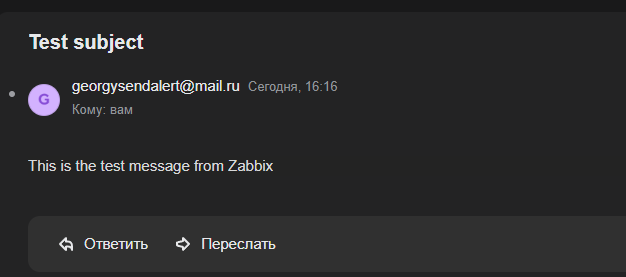 Test subject
G
georgysendalert@mail.ru Сегодня, 16:16
Кому: вам
This is the test message from Zabbix
Ответить Переслать